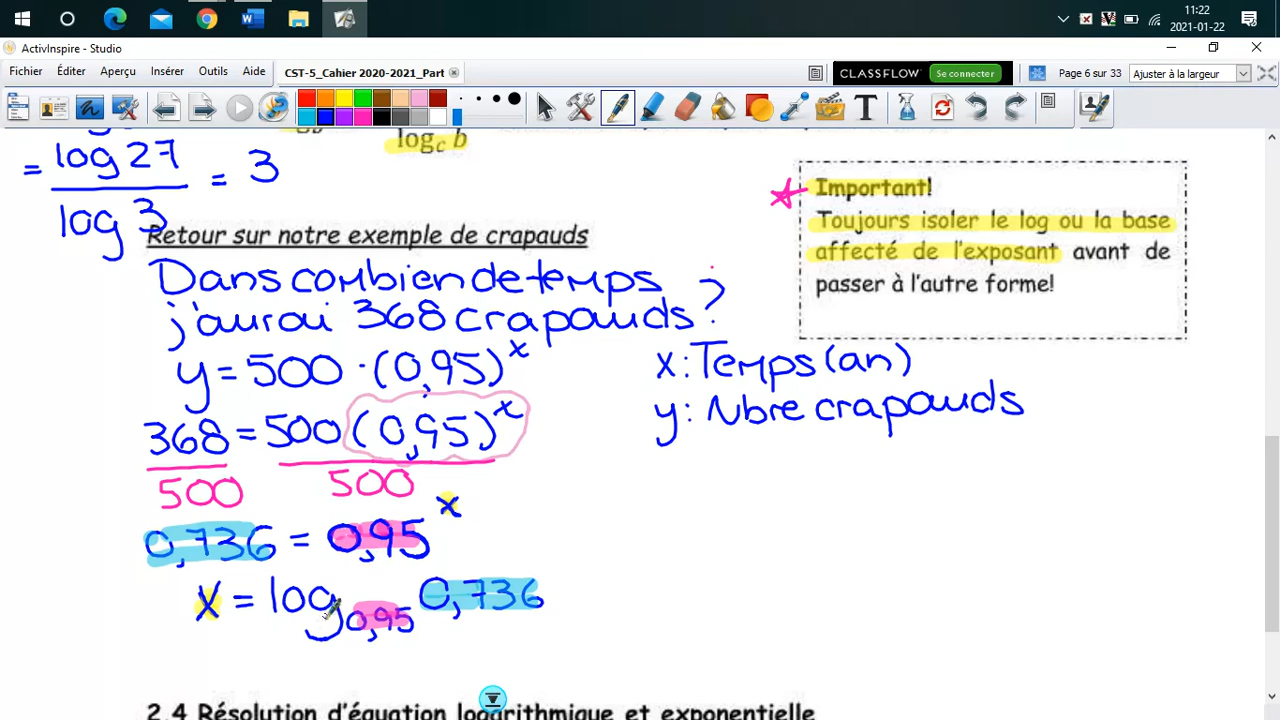 11:22
2021-01-22
ActivInspire - Studio
Fichier Éditer Aperçu Insérer Outils Aide CST-5_Cahier 2020-2021_Part CLASSFLOW Se connecter Page 6 sur 33 Ajuster à la largeur
log_c b
= log 27 / log 3 = 3
Important!
Toujours isoler le log ou la base
affecté de l'exposant avant de
passer à l'autre forme!
Retour sur notre exemple de crapauds
Dans combien de temps
j'aurai 368 crapauds ?
y = 500 · (0,95)^x
x : Temps (an)
y : Nbre crapauds
368 = 500 (0,95)^x
500 500
0,736 = 0,95^x
x = log_0,95 0,736
2.4 Résolution d'équation logarithmique et exponentielle